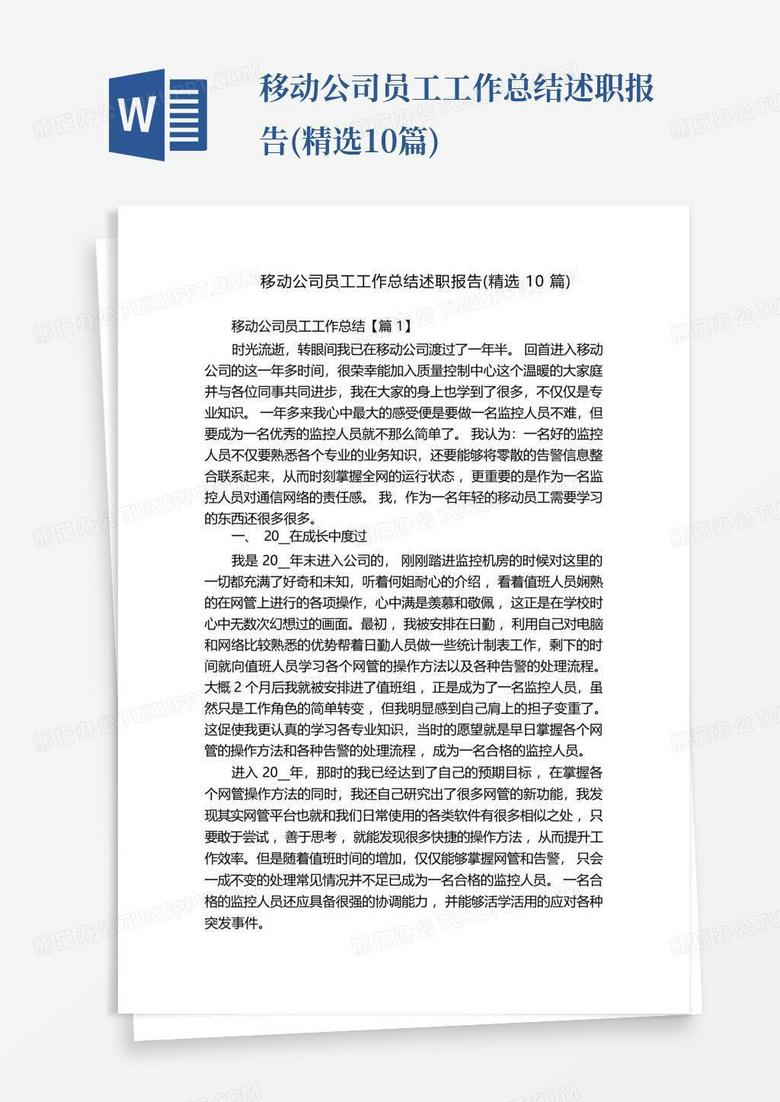 移动公司员工工作总结述职报
告(精选10篇)
移动公司员工工作总结述职报告(精选 10 篇)
移动公司员工工作总结【篇 1】
时光流逝，转眼间我已在移动公司渡过了一年半。 回首进入移动
公司的这一年多时间，很荣幸能加入质量控制中心这个温暖的大家庭
并与各位同事共同进步，我在大家的身上也学到了很多，不仅仅是专
业知识。 一年多来我心中最大的感受便是要做一名监控人员不难，但
要成为一名优秀的监控人员就不那么简单了。 我认为：一名好的监控
人员不仅要熟悉各个专业的业务知识，还要能够将零散的告警信息整
合联系起来，从而时刻掌握全网的运行状态 ，更重要的是作为一名监
控人员对通信网络的责任感。 我，作为一名年轻的移动员工需要学习
的东西还很多很多。
一、 20__在成长中度过
我是 20__年末进入公司的， 刚刚踏进监控机房的时候对这里的
一切都充满了好奇和未知，听着何姐耐心的介绍 ，看着值班人员娴熟
的在网管上进行的各项操作，心中满是羡慕和敬佩 ，这正是在学校时
心中无数次幻想过的画面。最初 ，我被安排在日勤 ，利用自己对电脑
和网络比较熟悉的优势帮着日勤人员做一些统计制表工作，剩下的时
间就向值班人员学习各个网管的操作方法以及各种告警的处理流程。
大慨 2 个月后我就被安排进了值班组 ，正是成为了一名监控人员，虽
然只是工作角色的简单转变 ，但我明显感到自己肩上的担子变重了。
这促使我更认真的学习各专业知识，当时的愿望就是早日掌握各个网
管的操作方法和各种告警的处理流程 ，成为一名合格的监控人员。
进入 20__年，那时的我已经达到了自己的预期目标 ，在掌握各
个网管操作方法的同时，我还自己研究出了很多网管的新功能，我发
现其实网管平台也就和我们日常使用的各类软件有很多相似之处 ，只
要敢于尝试 ，善于思考 ，就能发现很多快捷的操作方法 ，从而提升工
作效率。但是随着值班时间的增加，仅仅能够掌握网管和告警， 只会
一成不变的处理常见情况并不足已成为一名合格的监控人员。 一名合
格的监控人员还应具备很强的协调能力 ，并能够活学活用的应对各种
突发事件。